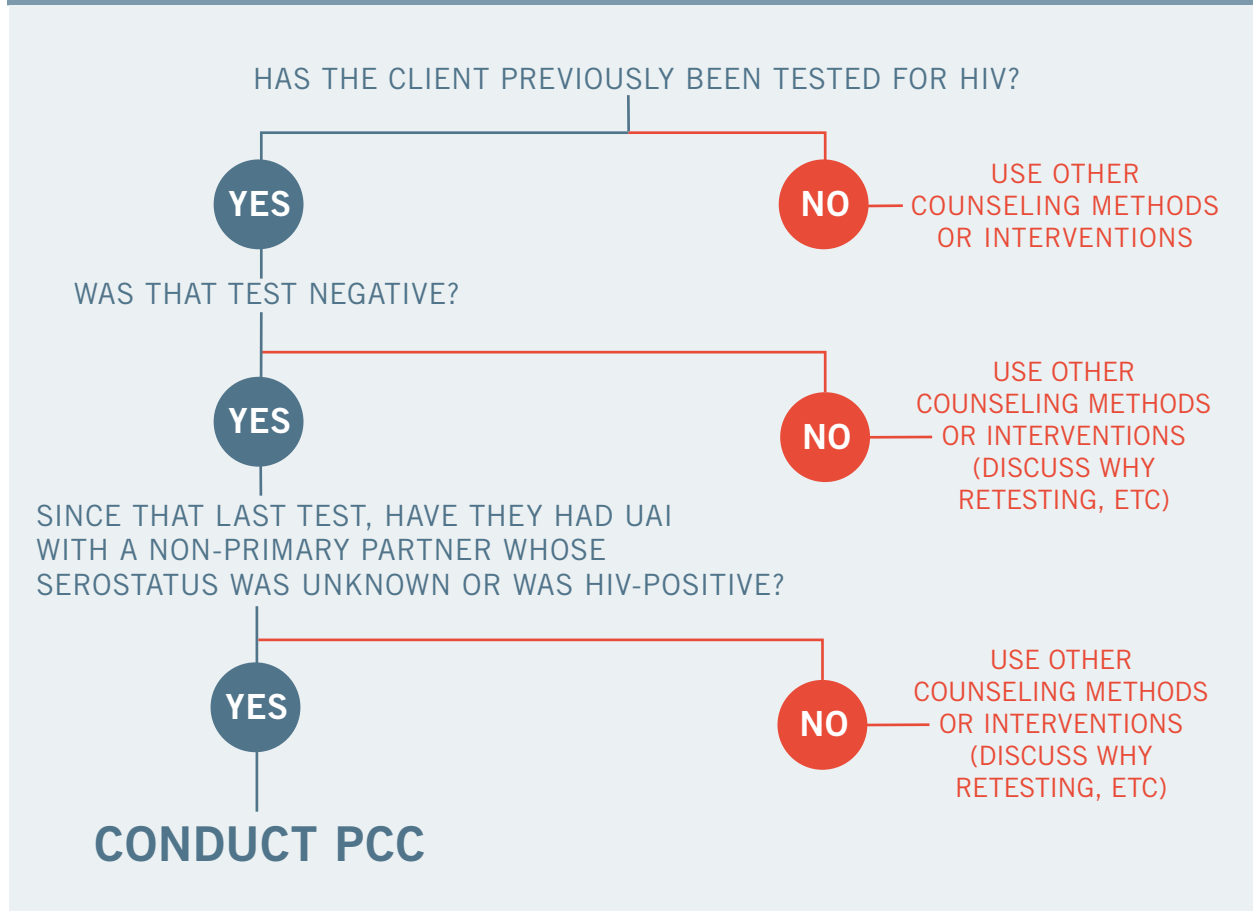 HAS THE CLIENT PREVIOUSLY BEEN TESTED FOR HIV?
YES
NO
USE OTHER
COUNSELING METHODS
OR INTERVENTIONS
WAS THAT TEST NEGATIVE?
YES
NO
USE OTHER
COUNSELING METHODS
OR INTERVENTIONS
(DISCUSS WHY
RETESTING, ETC)
SINCE THAT LAST TEST, HAVE THEY HAD UAI
WITH A NON-PRIMARY PARTNER WHOSE
SEROSTATUS WAS UNKNOWN OR WAS HIV-POSITIVE?
YES
NO
USE OTHER
COUNSELING METHODS
OR INTERVENTIONS
(DISCUSS WHY
RETESTING, ETC)
CONDUCT PCC